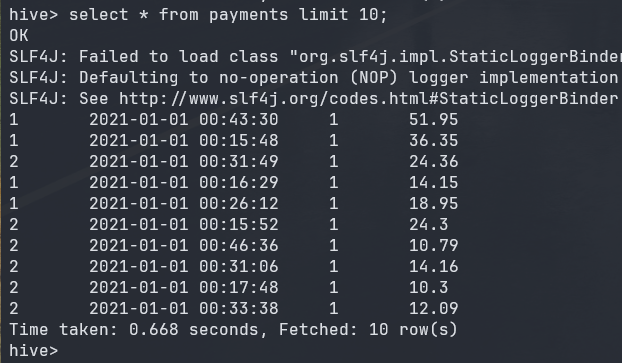 hive> select * from payments limit 10;
OK
SLF4J: Failed to load class "org.slf4j.impl.StaticLoggerBinder
SLF4J: Defaulting to no-operation (NOP) logger implementation
SLF4J: See http://www.slf4j.org/codes.html#StaticLoggerBinder
1 2021-01-01 00:43:30 1 51.95
1 2021-01-01 00:15:48 1 36.35
2 2021-01-01 00:31:49 1 24.36
1 2021-01-01 00:16:29 1 14.15
1 2021-01-01 00:26:12 1 18.95
2 2021-01-01 00:15:52 1 24.3
2 2021-01-01 00:46:36 1 10.79
2 2021-01-01 00:31:06 1 14.16
2 2021-01-01 00:17:48 1 10.3
2 2021-01-01 00:33:38 1 12.09
Time taken: 0.668 seconds, Fetched: 10 row(s)
hive>